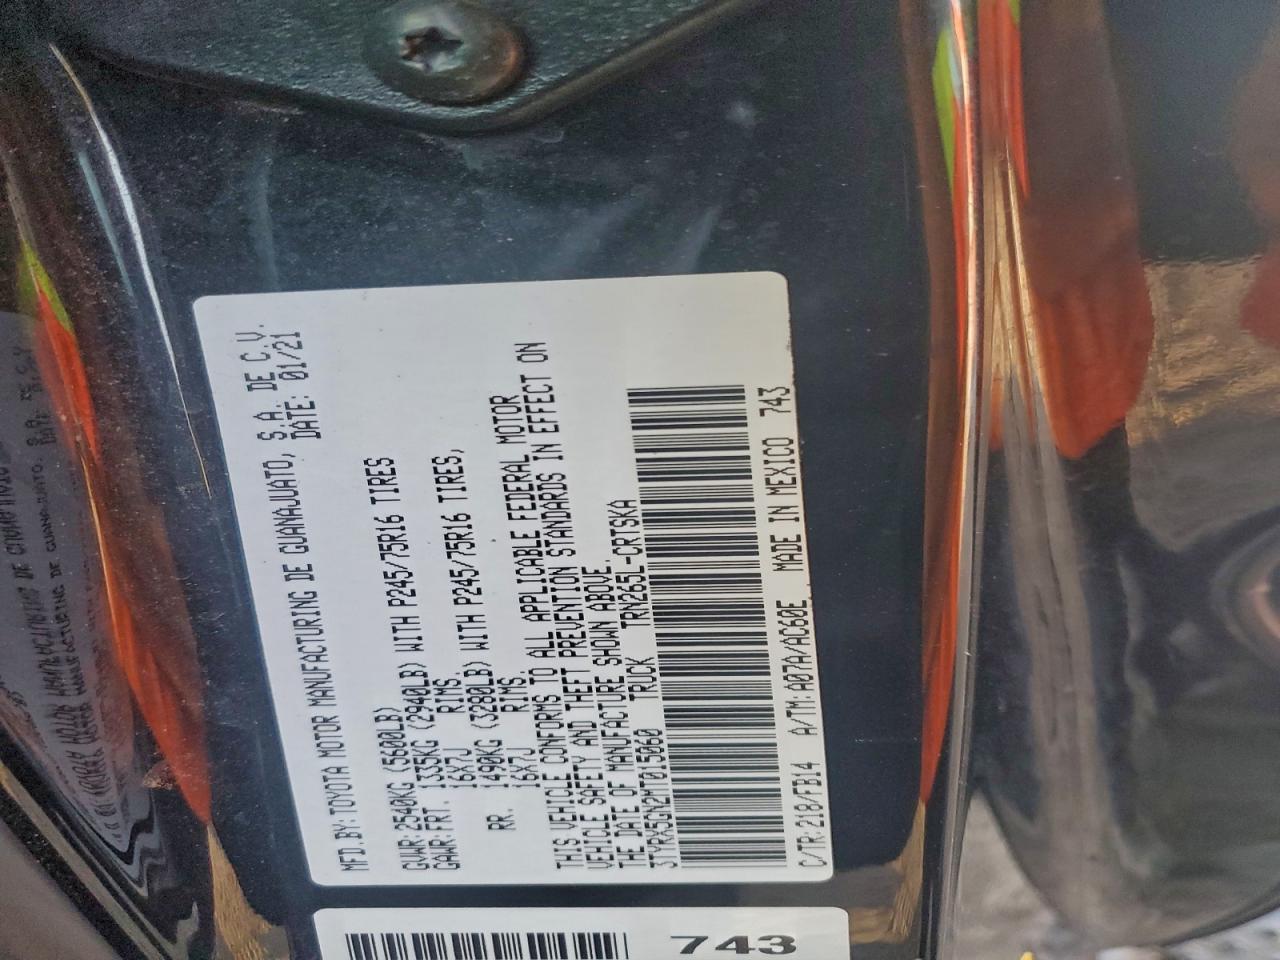 MFD.BY: TOYOTA MOTOR MANUFACTURING DE GUANAJUATO, S.A. DE C.V.
DATE: 01/21
GVWR: 2540KG (5600LB)
GAWR: FRT. 1335KG (2940LB) WITH P245/75R16 TIRES
16X7J RIMS.
RR. 1490KG (3280LB) WITH P245/75R16 TIRES,
16X7J RIMS.
THIS VEHICLE CONFORMS TO ALL APPLICABLE FEDERAL MOTOR
VEHICLE SAFETY AND THEFT PREVENTION STANDARDS IN EFFECT ON
THE DATE OF MANUFACTURE SHOWN ABOVE.
3TYRX5GN2MT015060 TRUCK TRN265L-CRTSKA
C/TR: 218/FB14 A/TM: A07A/AC60E MADE IN MEXICO 743
743